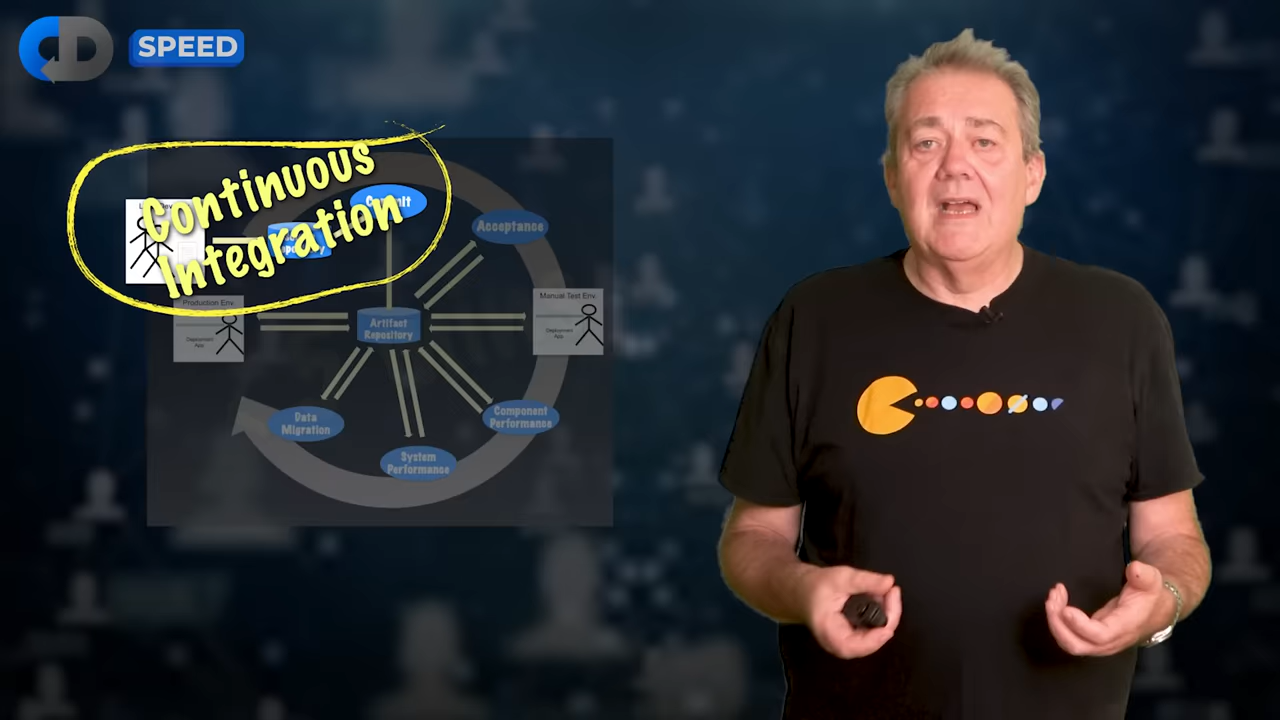 CD SPEED
Continuous
Integration
Acceptance
Production Env.
Deployment
App
Artifact
Repository
Manual Test Env.
Deployment
App
Data
Migration
Component
Performance
System
Performance